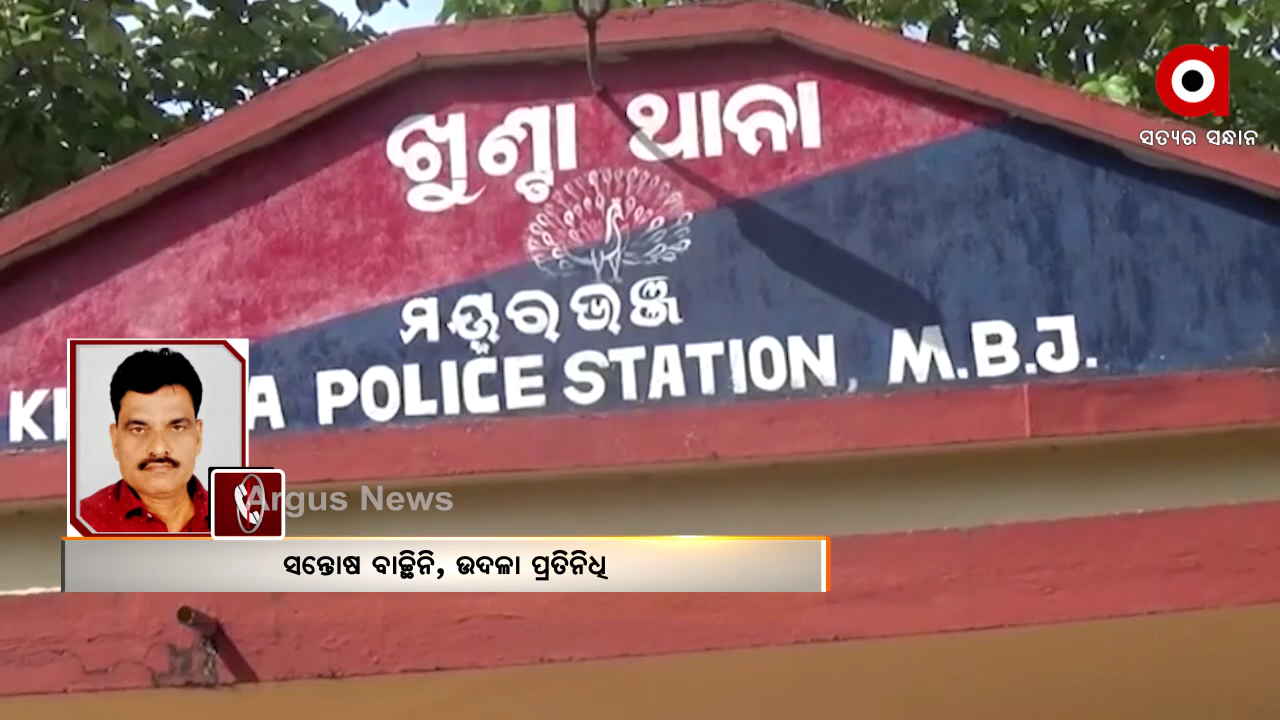 ଖୁଣ୍ଟା ଥାନା
ସତ୍ୟର ସନ୍ଧାନ
ମୟୁରଭଞ୍ଜ
POLICE STATION, M.B.J.
Argus News
ସନ୍ତୋଷ ବାଚ୍ଛିନି, ଉଦଳା ପ୍ରତିନିଧି